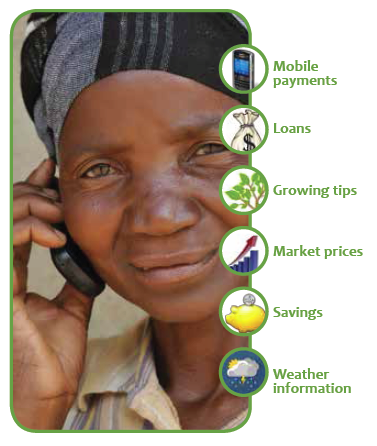 Mobile
payments
Loans
$
Growing tips
Market prices
Savings
Weather
information